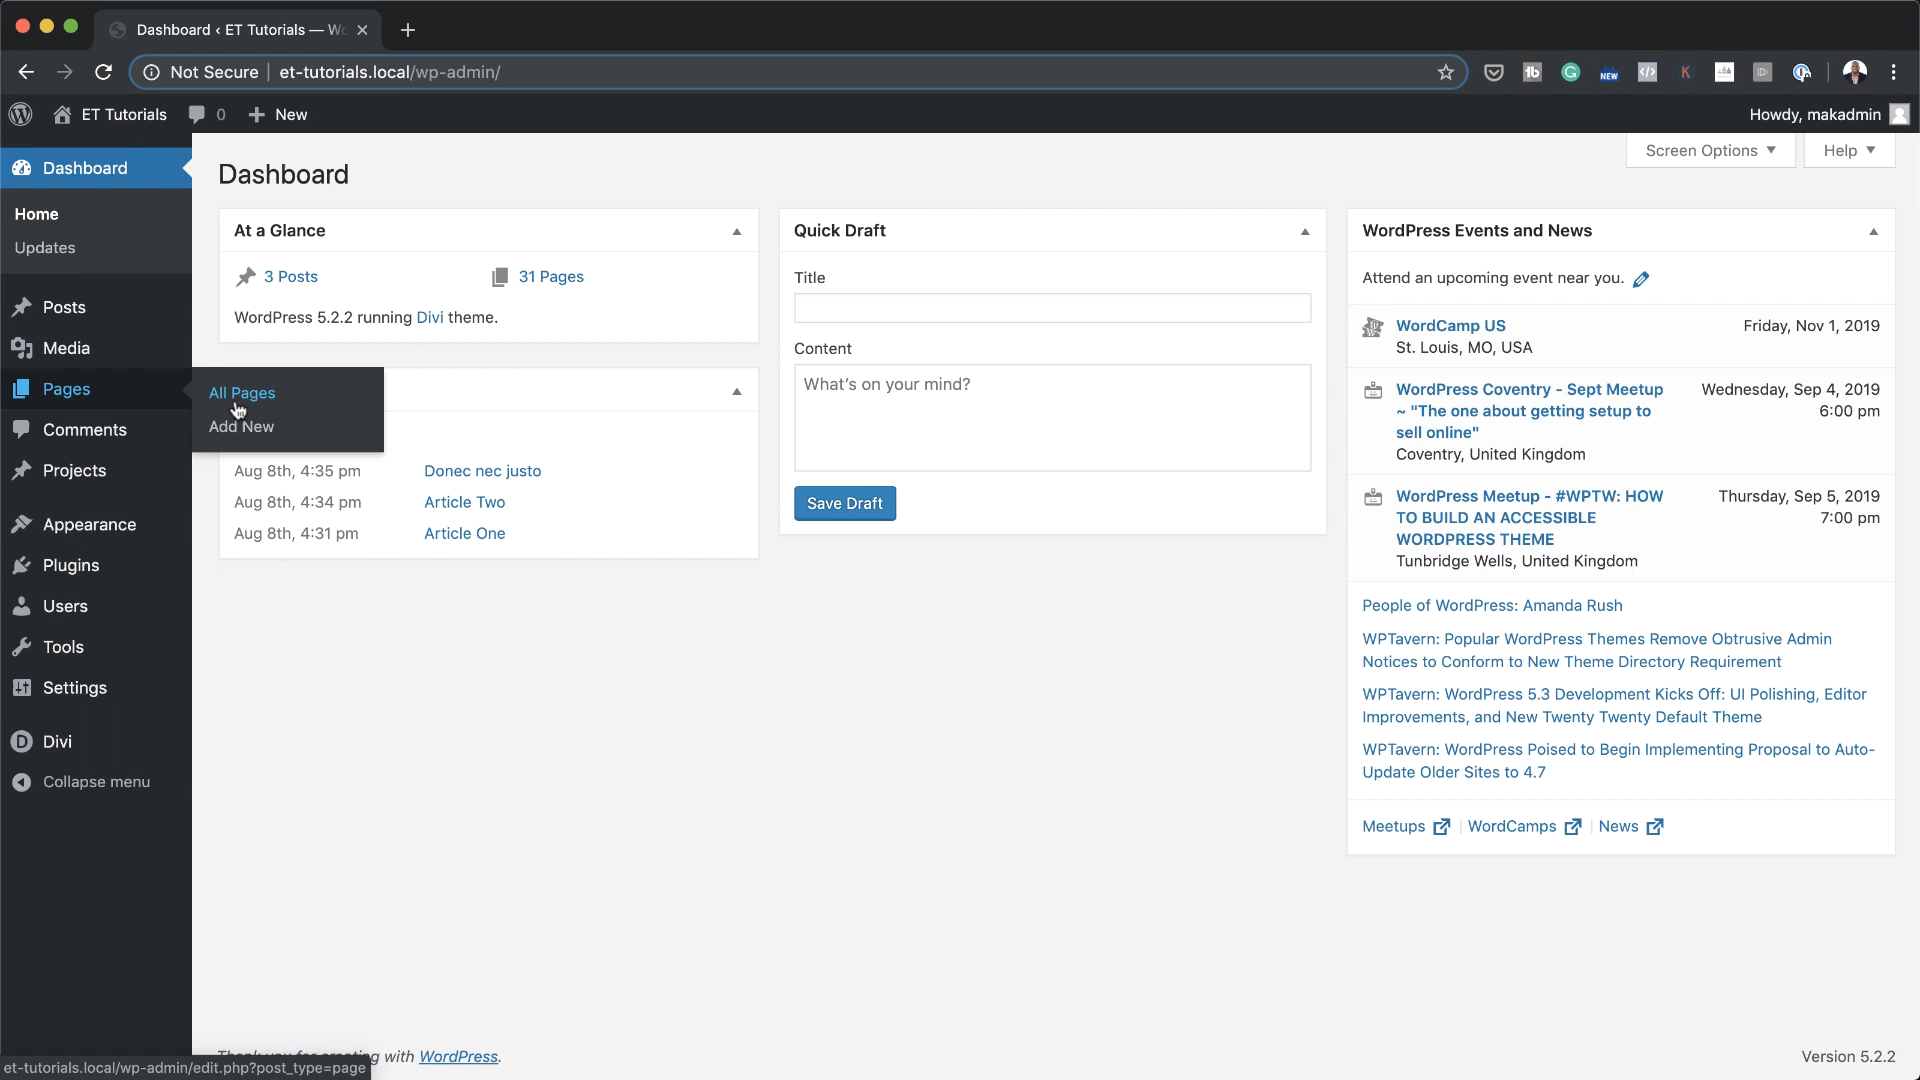 Dashboard ‹ ET Tutorials — Wo
Not Secure
et-tutorials.local/wp-admin/
tb
G
NEW
</>
K
ET Tutorials
0
New
Howdy, makadmin
Screen Options
Help
Dashboard
Home
Updates
Posts
Media
Pages
Comments
Projects
Appearance
Plugins
Users
Tools
Settings
D
Divi
Collapse menu
All Pages
Add New
Dashboard
At a Glance
3 Posts
31 Pages
WordPress 5.2.2 running Divi theme.
Aug 8th, 4:35 pm
Donec nec justo
Aug 8th, 4:34 pm
Article Two
Aug 8th, 4:31 pm
Article One
Quick Draft
Title
Content
What's on your mind?
Save Draft
WordPress Events and News
Attend an upcoming event near you.
WordCamp US
Friday, Nov 1, 2019
St. Louis, MO, USA
WordPress Coventry - Sept Meetup
Wednesday, Sep 4, 2019
~ "The one about getting setup to
6:00 pm
sell online"
Coventry, United Kingdom
WordPress Meetup - #WPTW: HOW
Thursday, Sep 5, 2019
TO BUILD AN ACCESSIBLE
7:00 pm
WORDPRESS THEME
Tunbridge Wells, United Kingdom
People of WordPress: Amanda Rush
WPTavern: Popular WordPress Themes Remove Obtrusive Admin
Notices to Conform to New Theme Directory Requirement
WPTavern: WordPress 5.3 Development Kicks Off: UI Polishing, Editor
Improvements, and New Twenty Twenty Default Theme
WPTavern: WordPress Poised to Begin Implementing Proposal to Auto-
Update Older Sites to 4.7
Meetups
WordCamps
News
Thank you for creating with WordPress.
Version 5.2.2
et-tutorials.local/wp-admin/edit.php?post_type=page